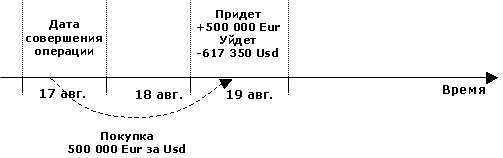 Дата
совершения
операции
Придет
+500 000 Eur
Уйдет
-617 350 Usd
17 авг.
18 авг.
19 авг.
Время
Покупка
500 000 Eur за Usd